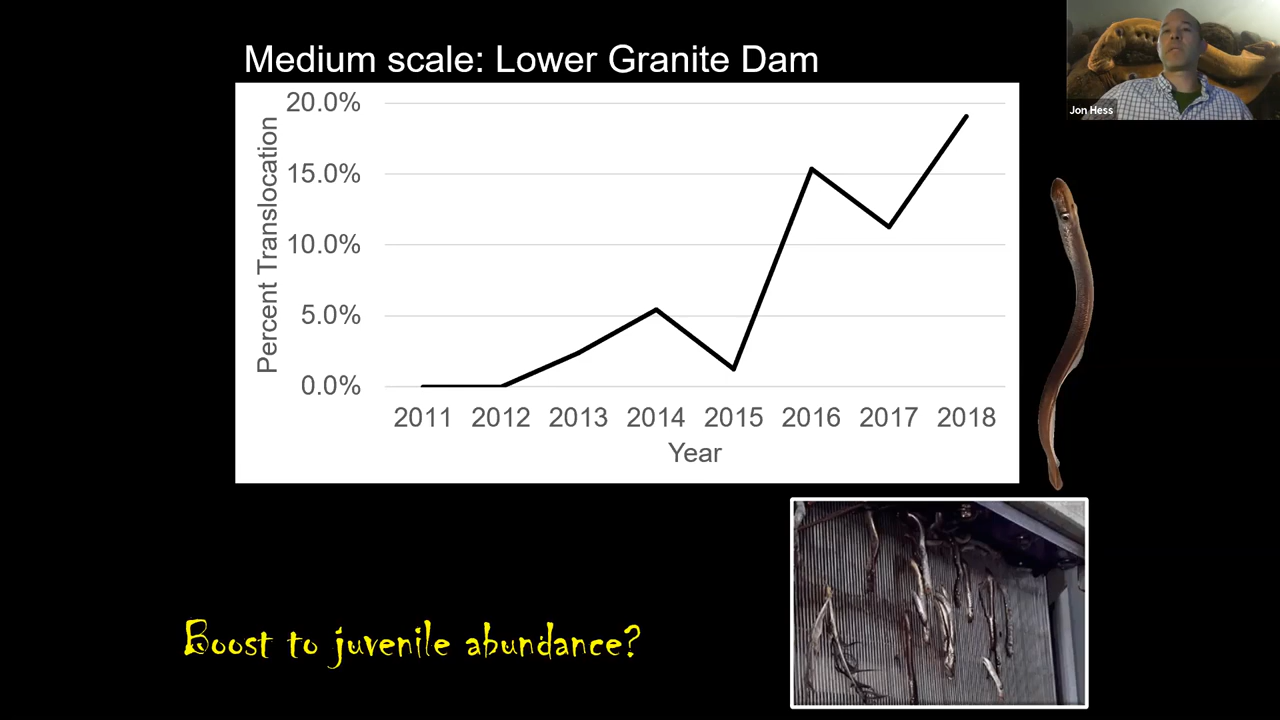 Medium scale: Lower Granite Dam
Jon Hess
Percent Translocation
20.0%
15.0%
10.0%
5.0%
0.0%
2011 2012 2013 2014 2015 2016 2017 2018
Year
Boost to juvenile abundance?